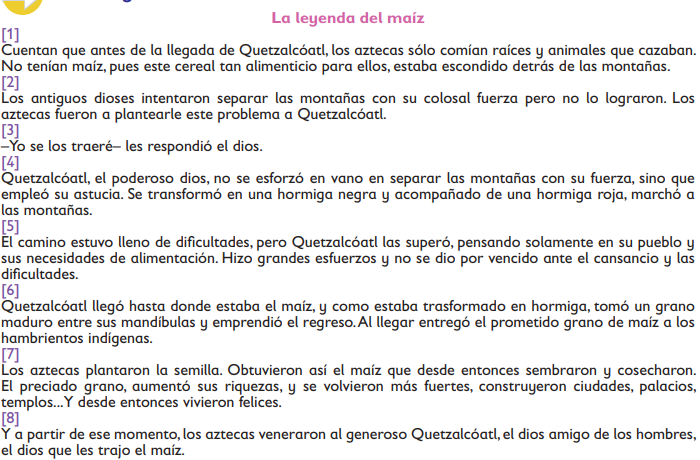 La leyenda del maíz
[1]
Cuentan que antes de la llegada de Quetzalcóatl, los aztecas sólo comían raíces y animales que cazaban.
No tenían maíz, pues este cereal tan alimenticio para ellos, estaba escondido detrás de las montañas.
[2]
Los antiguos dioses intentaron separar las montañas con su colosal fuerza pero no lo lograron. Los
aztecas fueron a plantearle este problema a Quetzalcóatl.
[3]
–Yo se los traeré– les respondió el dios.
[4]
Quetzalcóatl, el poderoso dios, no se esforzó en vano en separar las montañas con su fuerza, sino que
empleó su astucia. Se transformó en una hormiga negra y acompañado de una hormiga roja, marchó a
las montañas.
[5]
El camino estuvo lleno de dificultades, pero Quetzalcóatl las superó, pensando solamente en su pueblo y
sus necesidades de alimentación. Hizo grandes esfuerzos y no se dio por vencido ante el cansancio y las
dificultades.
[6]
Quetzalcóatl llegó hasta donde estaba el maíz, y como estaba trasformado en hormiga, tomó un grano
maduro entre sus mandíbulas y emprendió el regreso. Al llegar entregó el prometido grano de maíz a los
hambrientos indígenas.
[7]
Los aztecas plantaron la semilla. Obtuvieron así el maíz que desde entonces sembraron y cosecharon.
El preciado grano, aumentó sus riquezas, y se volvieron más fuertes, construyeron ciudades, palacios,
templos...Y desde entonces vivieron felices.
[8]
Y a partir de ese momento, los aztecas veneraron al generoso Quetzalcóatl, el dios amigo de los hombres,
el dios que les trajo el maíz.